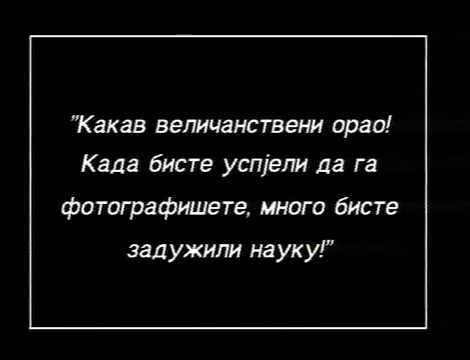 "Какав величанствени орао!
Када бисте успјели да га
фотографишете, много бисте
задужили науку!"